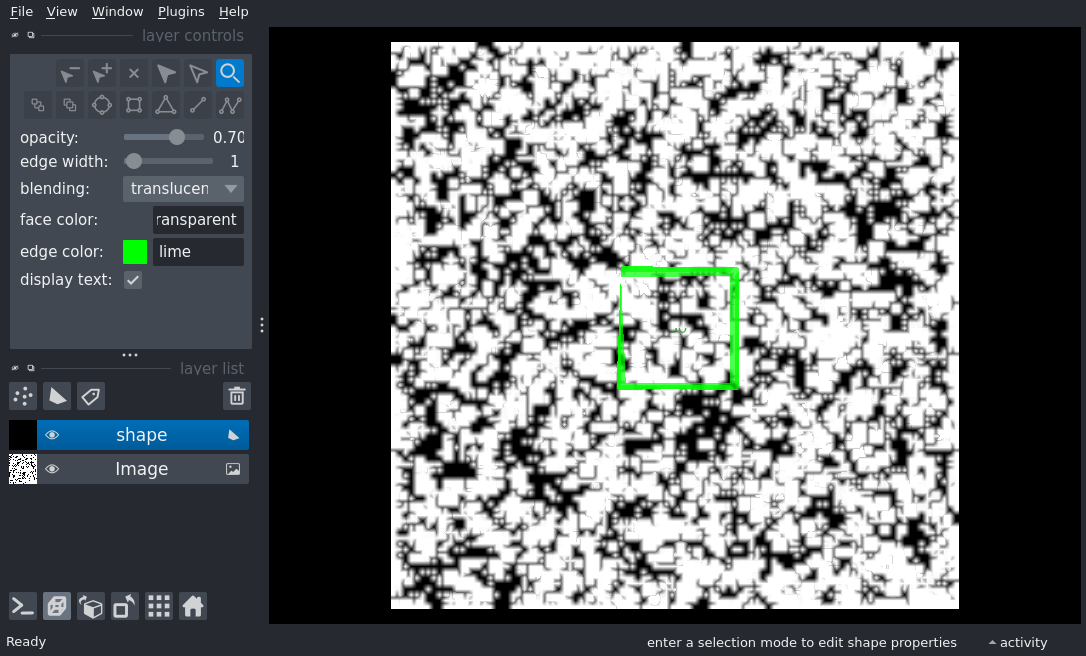 File View Window Plugins Help
layer controls
opacity: 0.70
edge width: 1
blending: translucen
face color: ransparent
edge color: lime
display text:
layer list
shape
Image
Ready enter a selection mode to edit shape properties activity